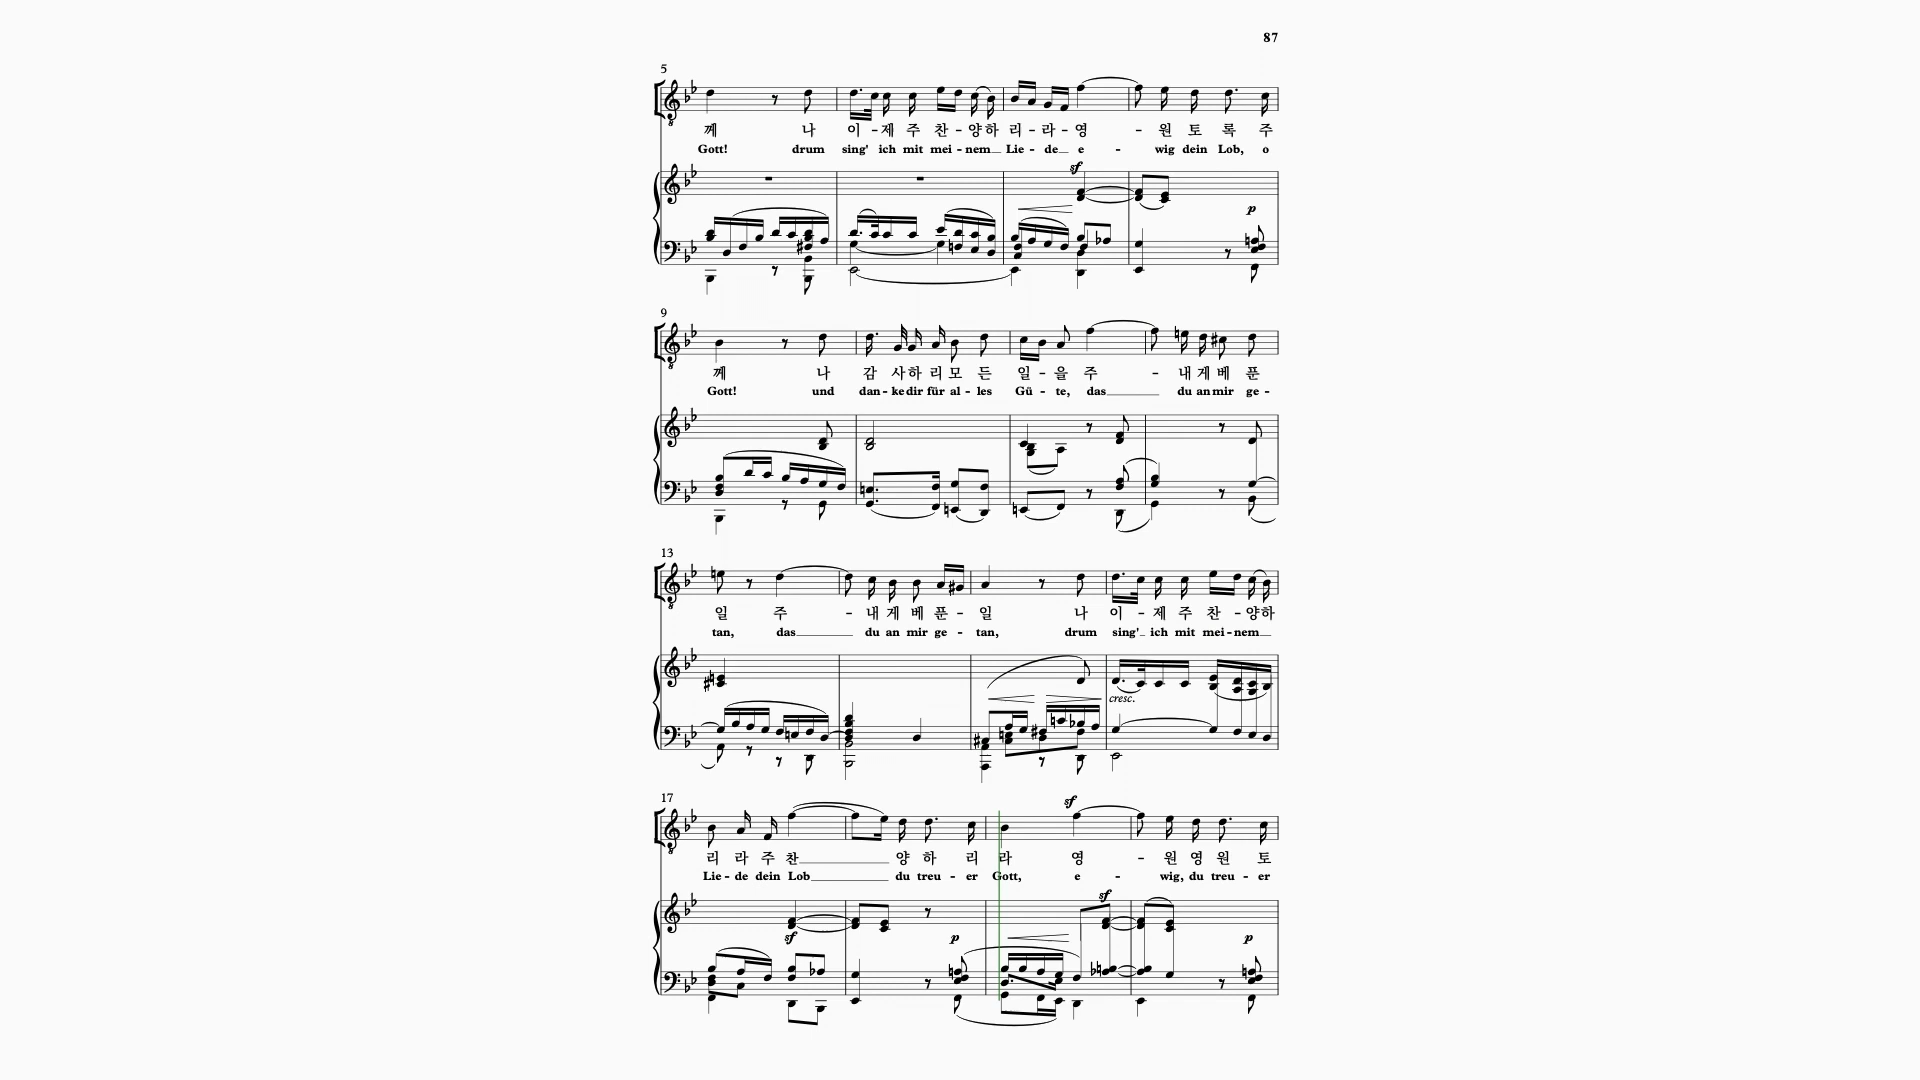 87
5
께 나 이 - 제 주 찬 - 양하 리 - 라 - 영 - 원 토 록 주
Gott! drum sing' ich mit mei - nem Lie - de e - wig dein Lob, o
sf
p
9
께 나 감 사하 리 모 든 일 - 을 주 - 내 게 베 푼
Gott! und dan - ke dir für al - les Gü - te, das du an mir ge -
13
일 주 - 내 게 베 푼 - 일 나 이 - 제 주 찬 - 양하
tan, das du an mir ge - tan, drum sing' ich mit mei - nem
cresc.
17
sf
리 라 주 찬 양 하 리 라 영 - 원 영 원 토
Lie - de dein Lob du treu - er Gott, e - wig, du treu - er
sf
sf p p